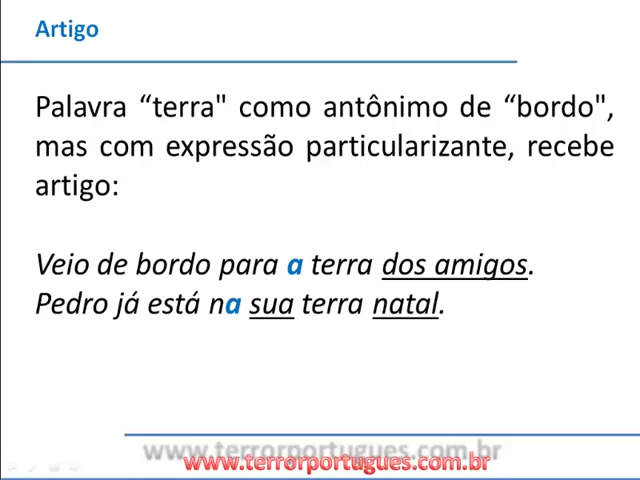 Artigo
Palavra “terra" como antônimo de “bordo",
mas com expressão particularizante, recebe
artigo:
Veio de bordo para a terra dos amigos.
Pedro já está na sua terra natal.
www.terrorportugues.com.br
www.terrorportugues.com.br